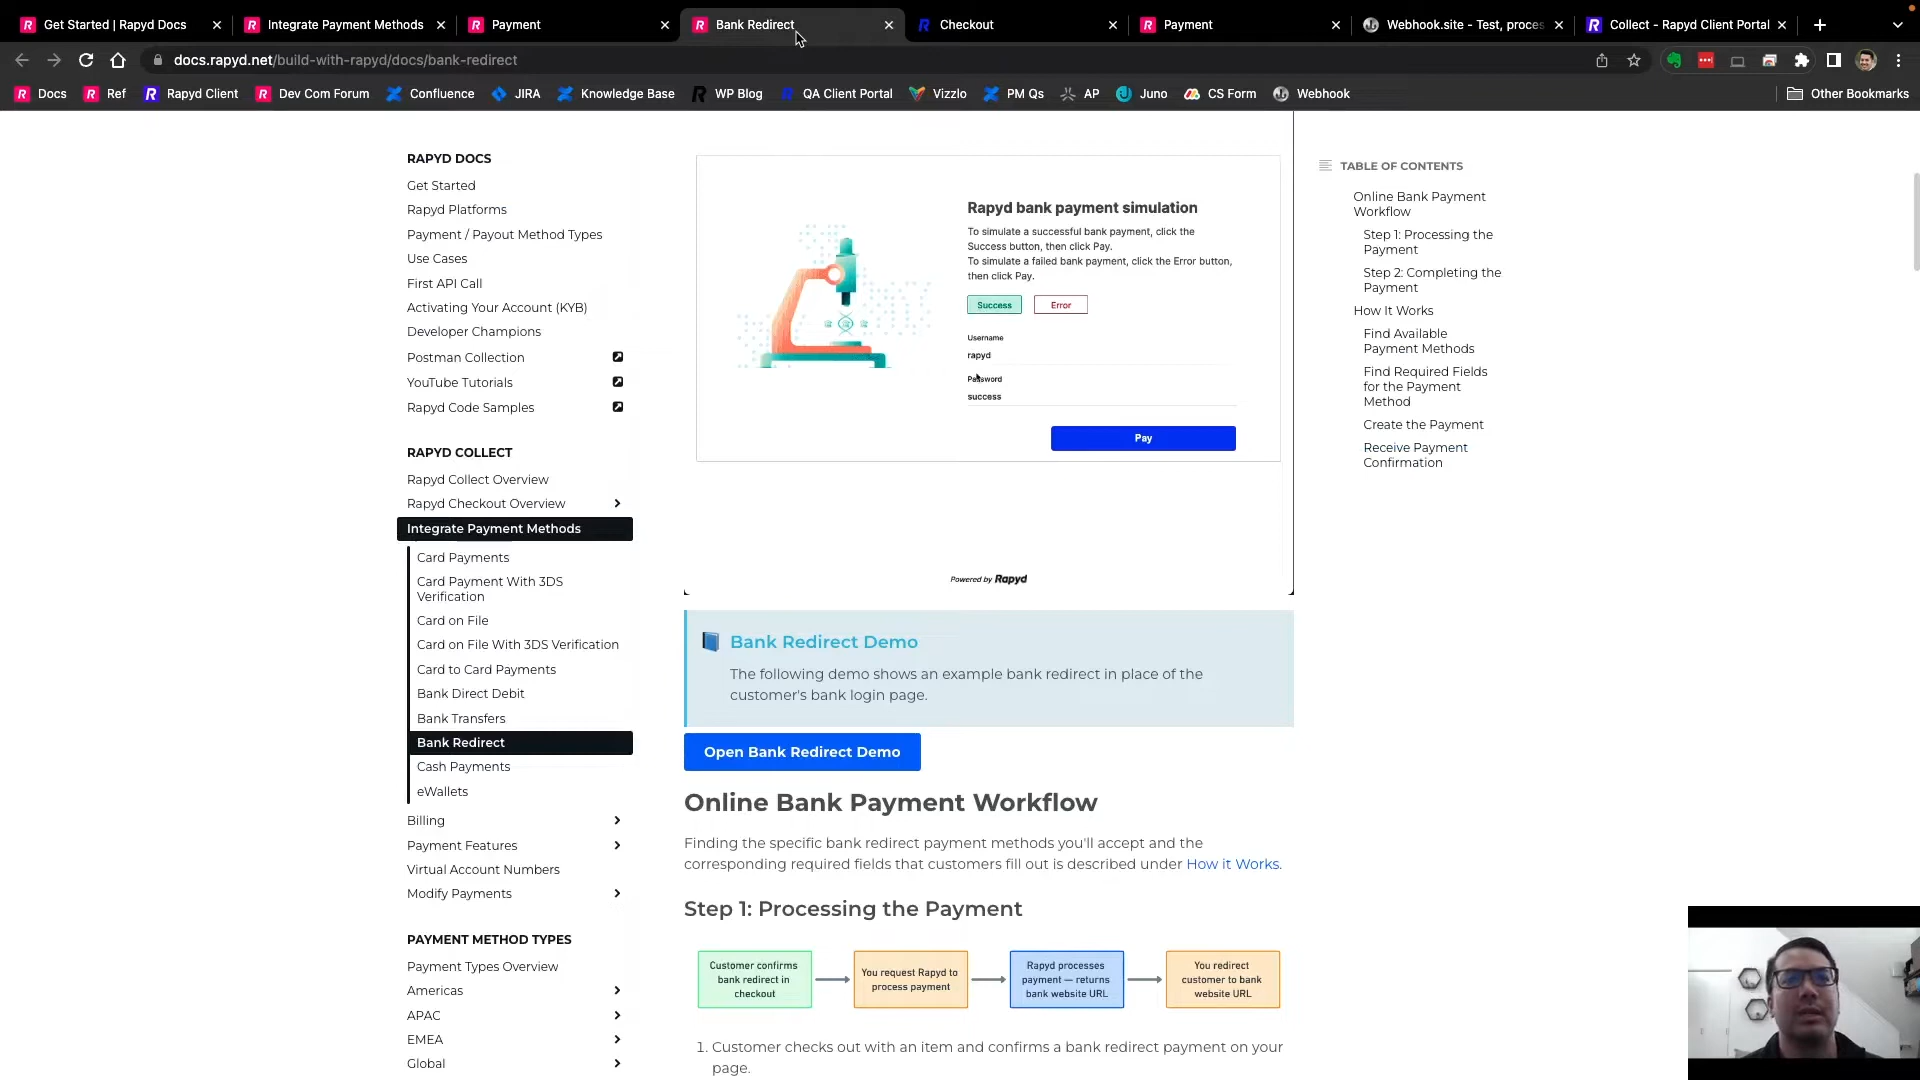 Get Started | Rapyd Docs
Integrate Payment Methods
Payment
Bank Redirect
Checkout
Payment
Webhook.site - Test, proces
Collect - Rapyd Client Portal
docs.rapyd.net/build-with-rapyd/docs/bank-redirect
Docs
Ref
Rapyd Client
Dev Com Forum
Confluence
JIRA
Knowledge Base
WP Blog
QA Client Portal
Vizzlo
PM Qs
AP
Juno
CS Form
Webhook
Other Bookmarks
RAPYD DOCS
Get Started
Rapyd Platforms
Payment / Payout Method Types
Use Cases
First API Call
Activating Your Account (KYB)
Developer Champions
Postman Collection
YouTube Tutorials
Rapyd Code Samples
RAPYD COLLECT
Rapyd Collect Overview
Rapyd Checkout Overview
Integrate Payment Methods
Card Payments
Card Payment With 3DS
Verification
Card on File
Card on File With 3DS Verification
Card to Card Payments
Bank Direct Debit
Bank Transfers
Bank Redirect
Cash Payments
eWallets
Billing
Payment Features
Virtual Account Numbers
Modify Payments
PAYMENT METHOD TYPES
Payment Types Overview
Americas
APAC
EMEA
Global
Rapyd bank payment simulation
To simulate a successful bank payment, click the
Success button, then click Pay.
To simulate a failed bank payment, click the Error button,
then click Pay.
Success
Error
Username
rapyd
Password
success
Pay
Powered by Rapyd
Bank Redirect Demo
The following demo shows an example bank redirect in place of the
customer's bank login page.
Open Bank Redirect Demo
Online Bank Payment Workflow
Finding the specific bank redirect payment methods you'll accept and the
corresponding required fields that customers fill out is described under How it Works.
Step 1: Processing the Payment
Customer confirms
bank redirect in
checkout
You request Rapyd to
process payment
Rapyd processes
payment — returns
bank website URL
You redirect
customer to bank
website URL
1. Customer checks out with an item and confirms a bank redirect payment on your
page.
TABLE OF CONTENTS
Online Bank Payment
Workflow
Step 1: Processing the
Payment
Step 2: Completing the
Payment
How It Works
Find Available
Payment Methods
Find Required Fields
for the Payment
Method
Create the Payment
Receive Payment
Confirmation